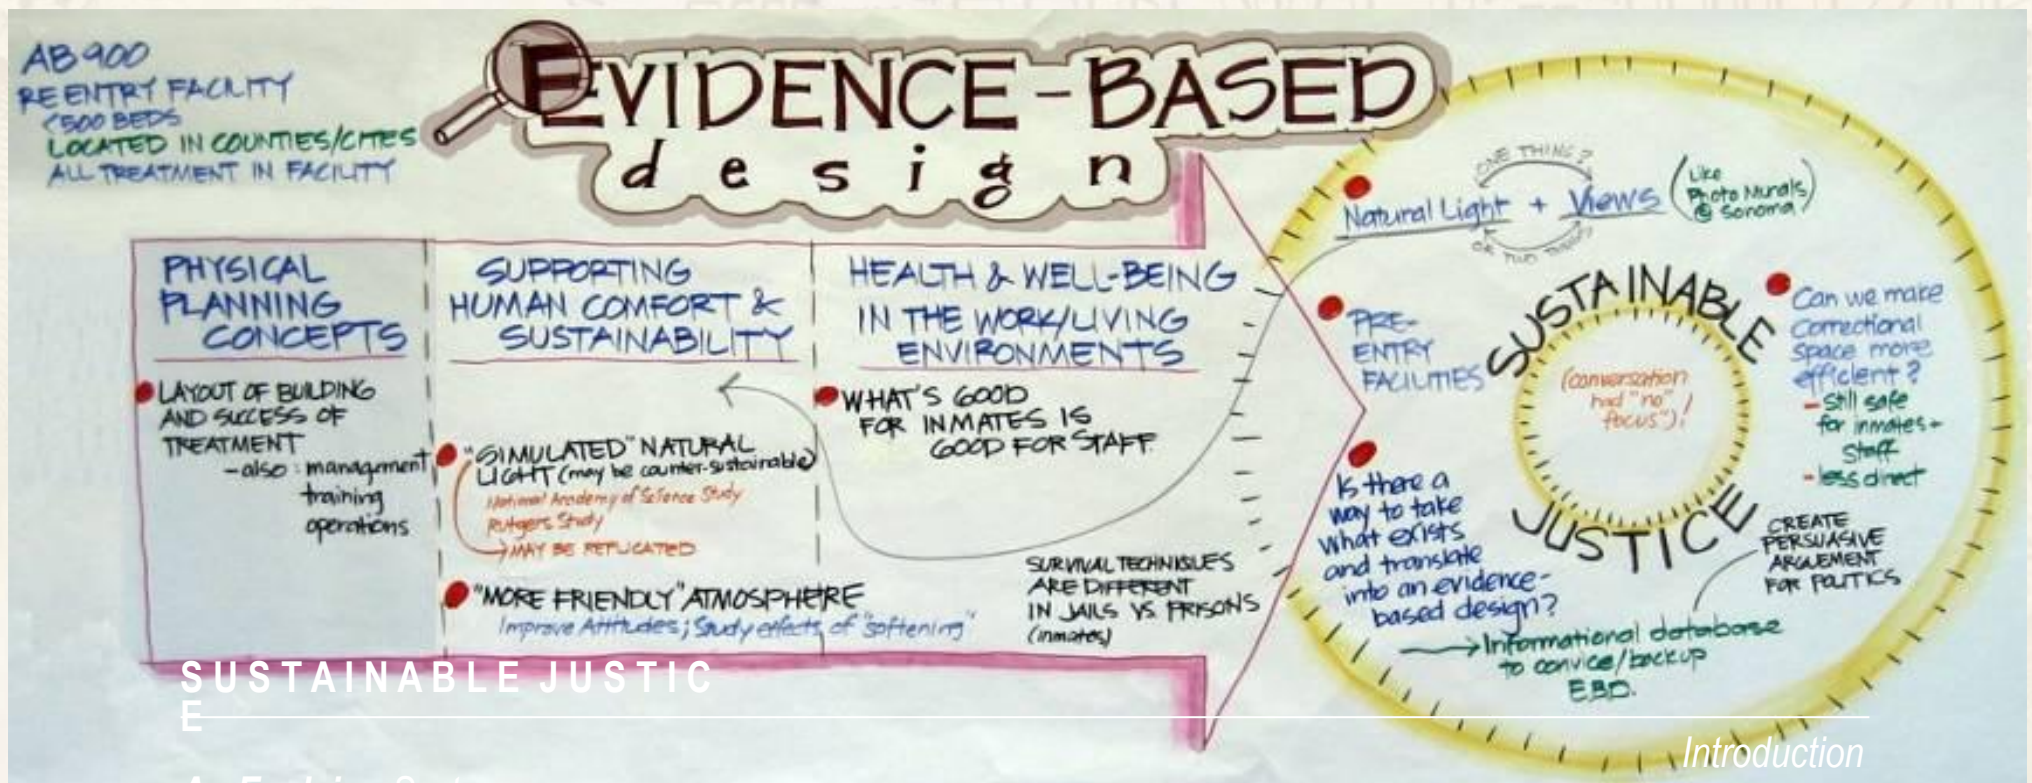 AB 900
RE ENTRY FACILITY
<500 BEDS
LOCATED IN COUNTIES/CITES
ALL TREATMENT IN FACILITY
EVIDENCE-BASED
design
PHYSICAL
PLANNING
CONCEPTS
LAYOUT OF BUILDING
AND SUCCESS OF
TREATMENT
-also: management
training
operations
SUPPORTING
HUMAN COMFORT &
SUSTAINABILITY
"SIMULATED" NATURAL
LIGHT (may be counter-sustainable)
National Academy of Science Study
Rutgers Study
MAY BE REPLICATED
"MORE FRIENDLY" ATMOSPHERE
Improve Attitudes; Study effects of "softening"
HEALTH & WELL-BEING
IN THE WORK/LIVING
ENVIRONMENTS
WHAT'S GOOD
FOR INMATES IS
GOOD FOR STAFF.
SURVIVAL TECHNIQUES
ARE DIFFERENT
IN JAILS VS PRISONS
(inmates)
ONE THING?
Natural Light + Views
OR TWO THINGS
(Like
Photo Murals
@ Sonoma)
PRE-
ENTRY
FACILITIES
Is there a
way to take
what exists
and translate
into an evidence-
based design?
SUSTAINABLE
JUSTICE
(conversation
had "no"
focus")!
Can we make
Correctional
Space more
efficient?
- Still safe
for inmates +
Staff
- less direct
CREATE
PERSUASIVE
ARGUEMENT
FOR POLITICS
Informational database
to convice/backup
EBD.
SUSTAINABLE JUSTIC
E
Introduction